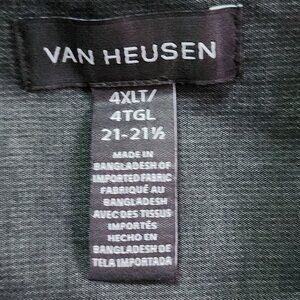 VAN HEUSEN
4XLT/
4TGL
21-21½
MADE IN
BANGLADESH OF
IMPORTED FABRIC
FABRIQUÉ AU
BANGLADESH
AVEC DES TISSUS
IMPORTÉS
HECHO EN
BANGLADESH DE
TELA IMPORTADA